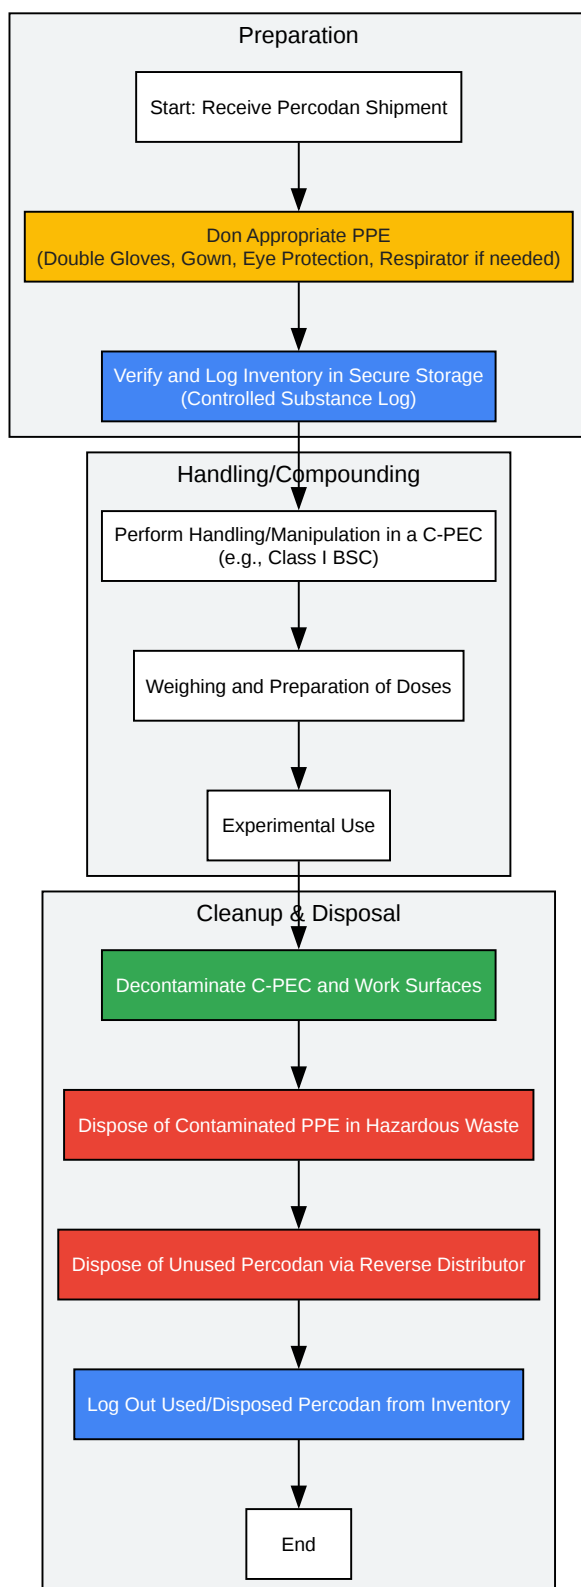 Preparation
Start: Receive Percodan Shipment
Don Appropriate PPE
(Double Gloves, Gown, Eye Protection, Respirator if needed)
Verify and Log Inventory in Secure Storage
(Controlled Substance Log)
Handling/Compounding
Perform Handling/Manipulation in a C-PEC
(e.g., Class I BSC)
Weighing and Preparation of Doses
Experimental Use
Cleanup & Disposal
Decontaminate C-PEC and Work Surfaces
Dispose of Contaminated PPE in Hazardous Waste
Dispose of Unused Percodan via Reverse Distributor
Log Out Used/Disposed Percodan from Inventory
End